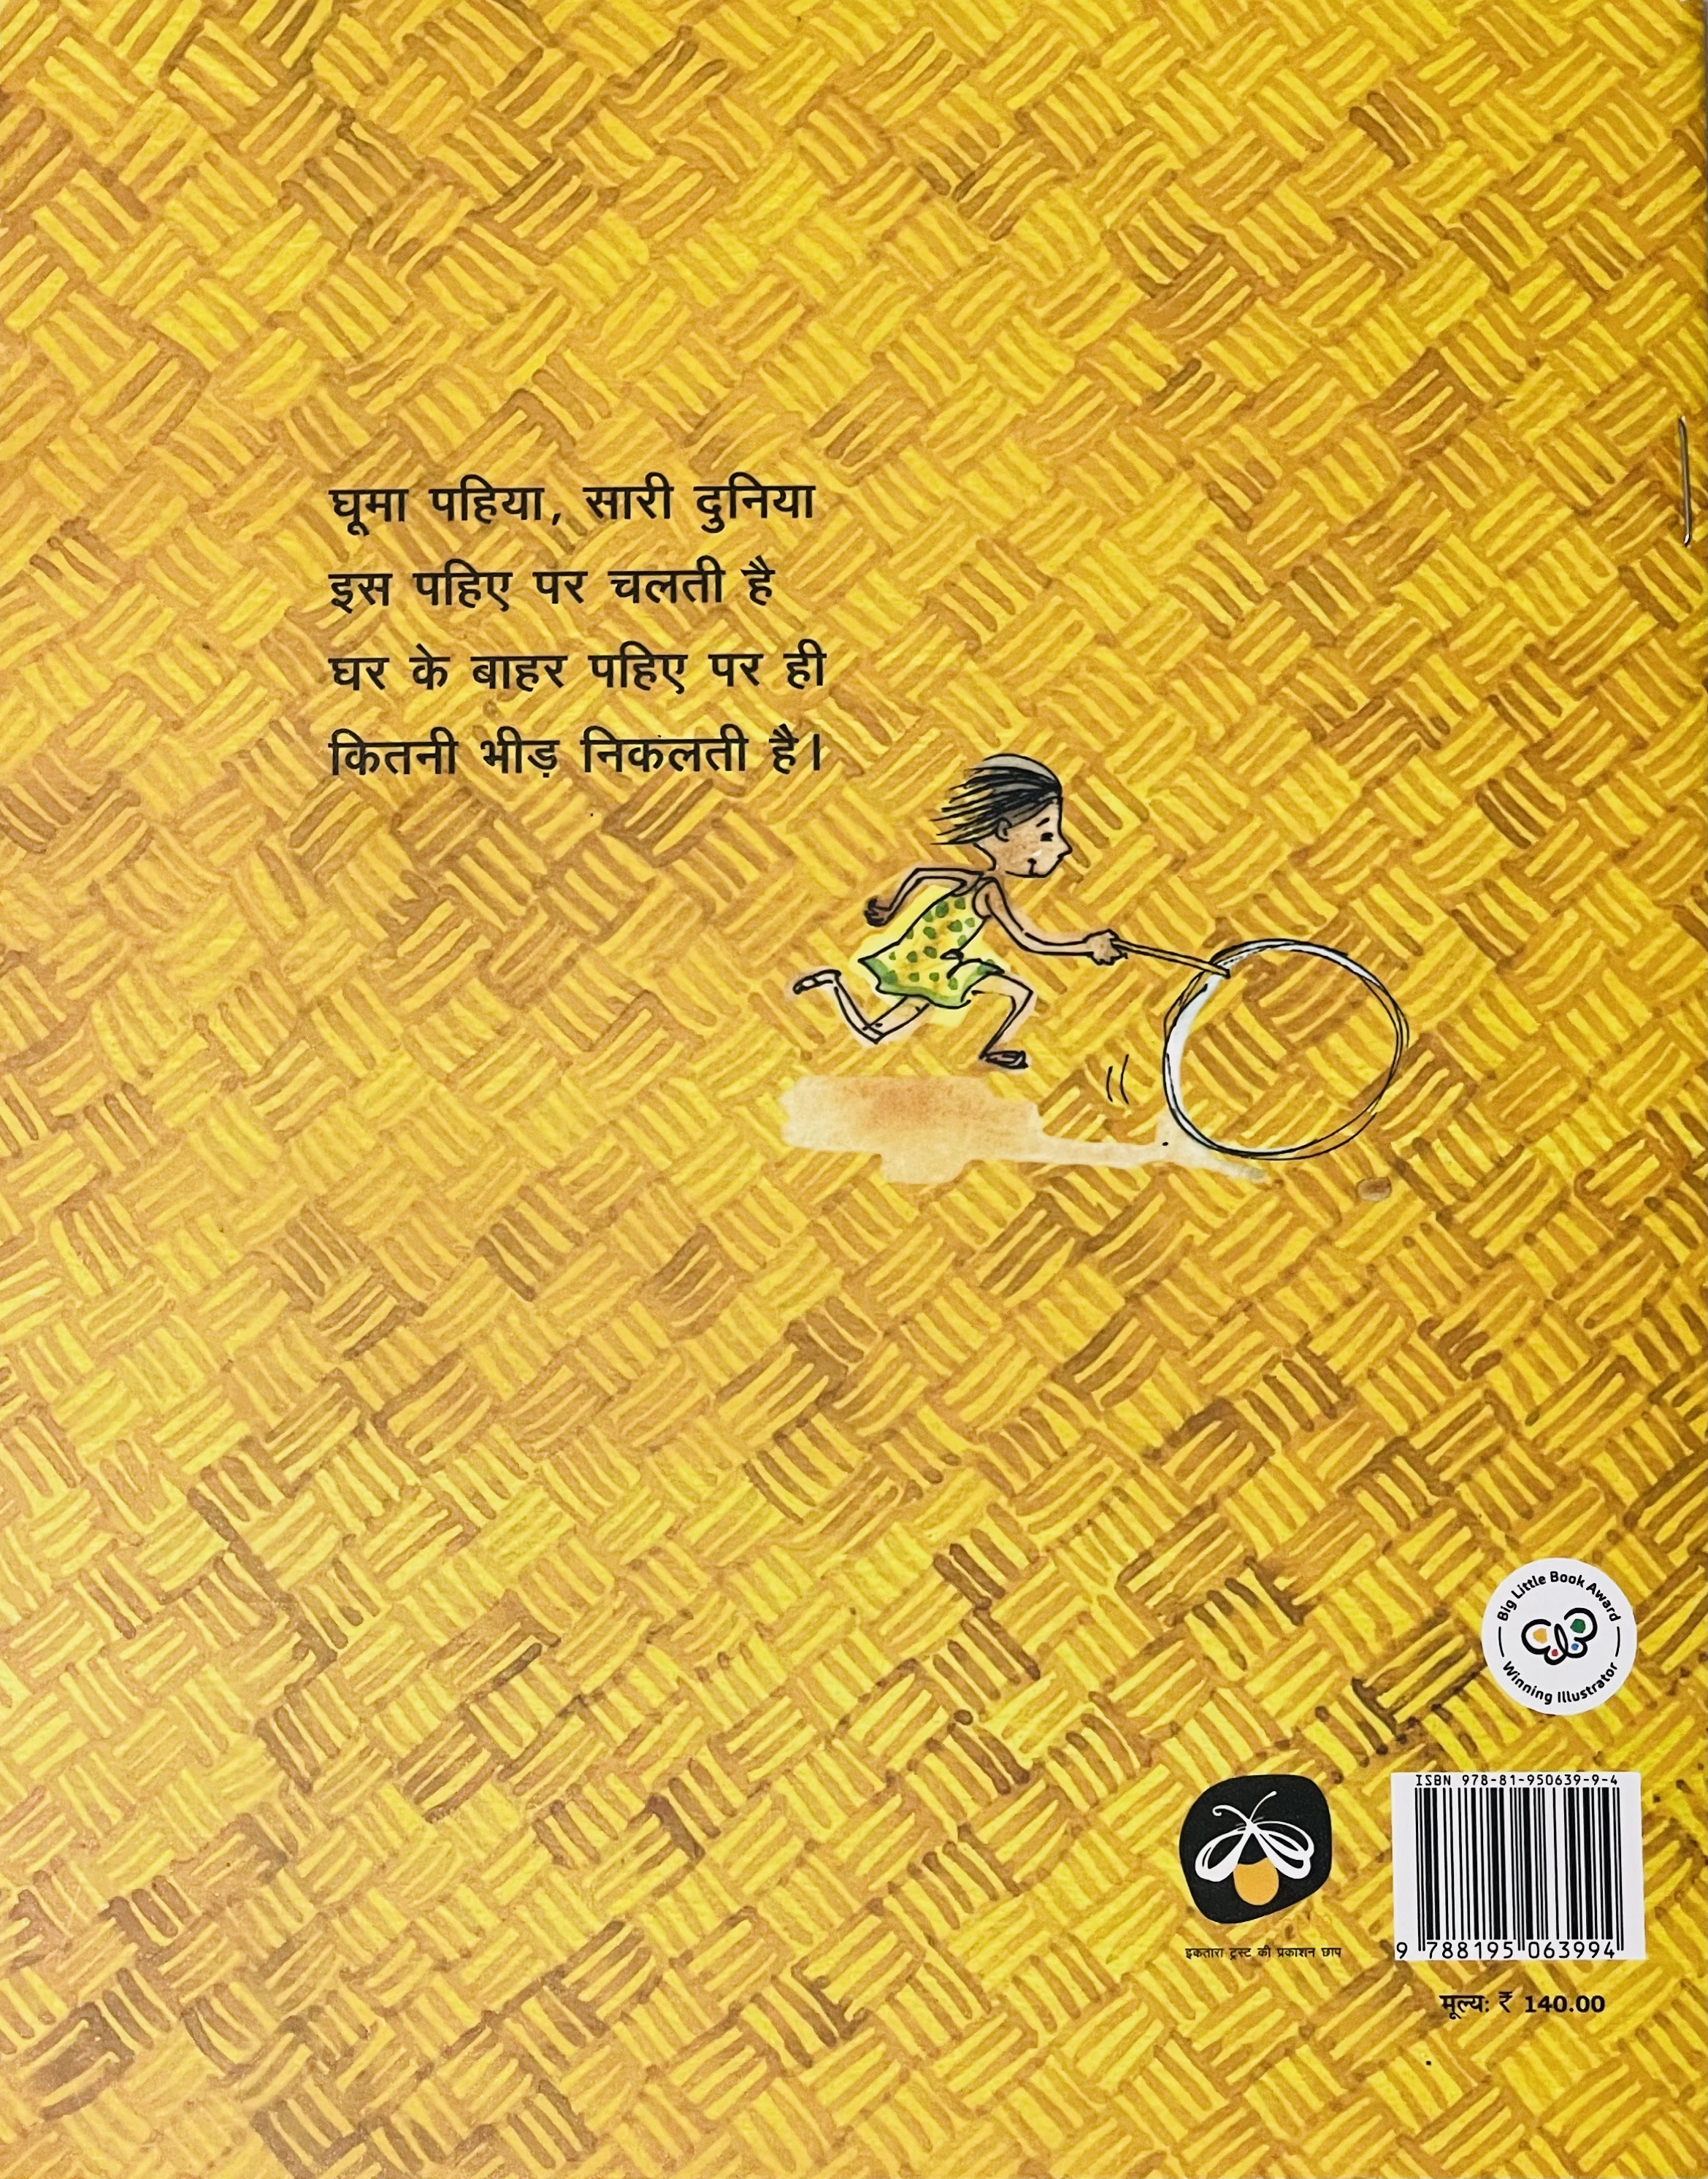 घूमा पहिया, सारी दुनिया
इस पहिए पर चलती है
घर के बाहर पहिए पर ही
कितनी भीड़ निकलती है।
Big Little Book Award
Winning Illustrator
ISBN 978-81-950639-9-4
9 788195 063994
इकतारा ट्रस्ट की प्रकाशन छाप
मूल्य: ₹ 140.00